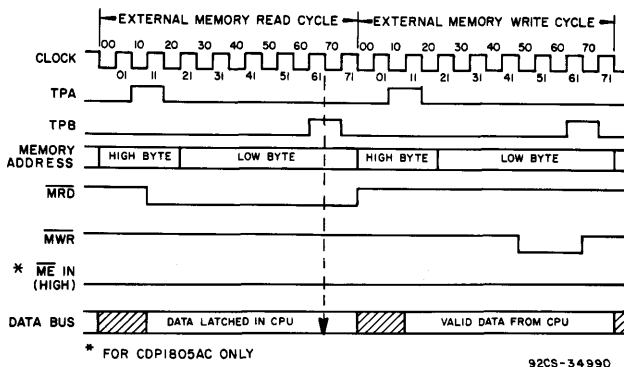 EXTERNAL MEMORY READ CYCLE EXTERNAL MEMORY WRITE CYCLE
00 10 20 30 40 50 60 70 00 10 20 30 40 50 60 70
CLOCK
01 11 21 31 41 51 61 71 01 11 21 31 41 51 61 71
TPA
TPB
MEMORY ADDRESS HIGH BYTE LOW BYTE HIGH BYTE LOW BYTE
MRD
MWR
* ME IN
(HIGH)
DATA BUS DATA LATCHED IN CPU VALID DATA FROM CPU
* FOR CDP1805AC ONLY
92CS-34990